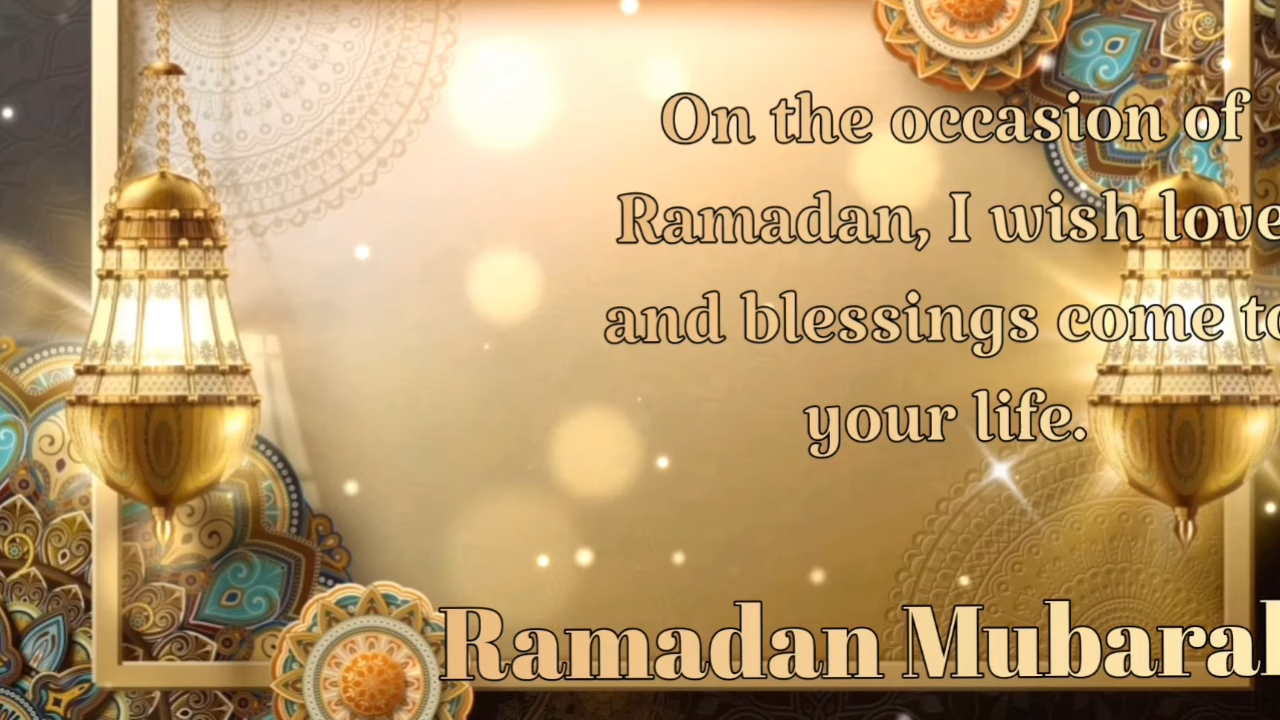 On the occasion of
Ramadan, I wish love
and blessings come to
your life.
Ramadan Mubarak